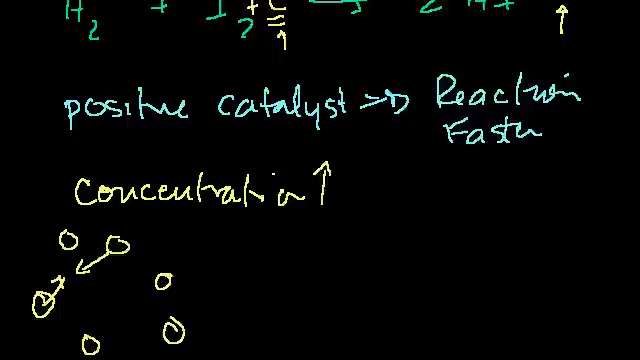 H2 + I2 + C → 2 HI
positive catalyst → Reaction
Faster
Concentration ↑